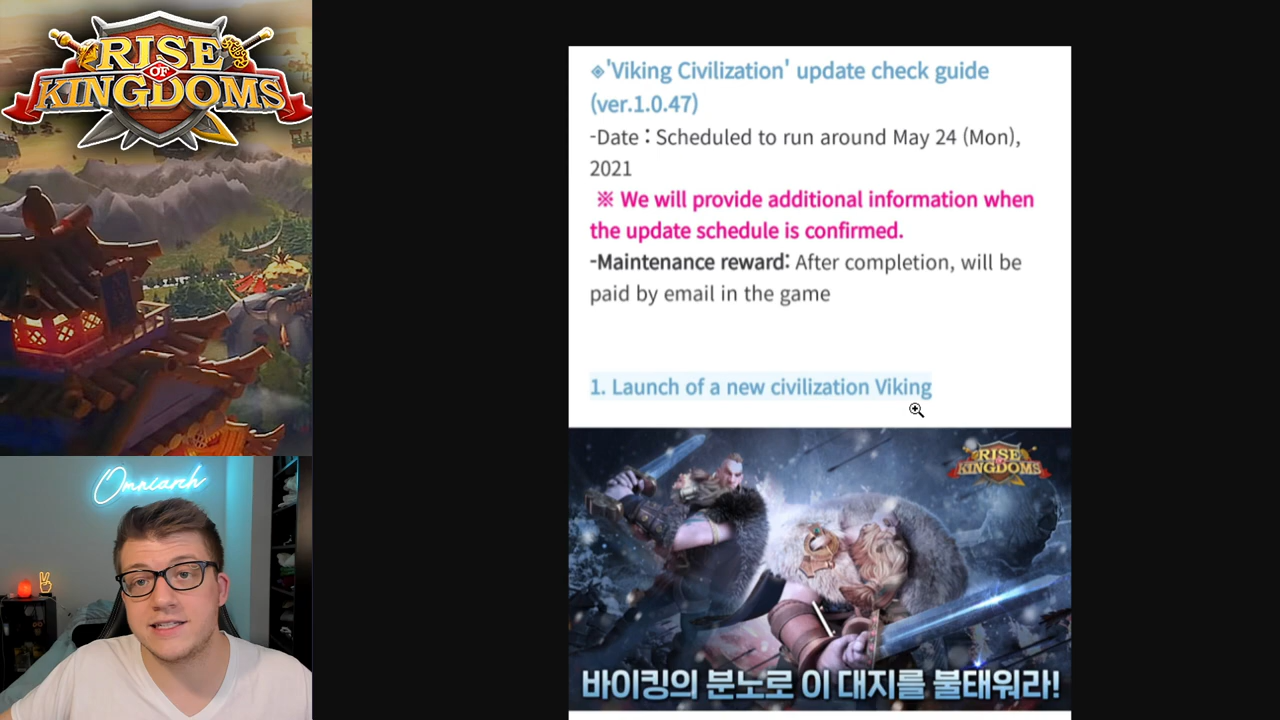 RISE
OF
KINGDOMS
◈'Viking Civilization' update check guide
(ver.1.0.47)
-Date : Scheduled to run around May 24 (Mon),
2021
※ We will provide additional information when
the update schedule is confirmed.
-Maintenance reward: After completion, will be
paid by email in the game
1. Launch of a new civilization Viking
RISE
OF
KINGDOMS
바이킹의 분노로 이 대지를 불태워라!
Omniarch